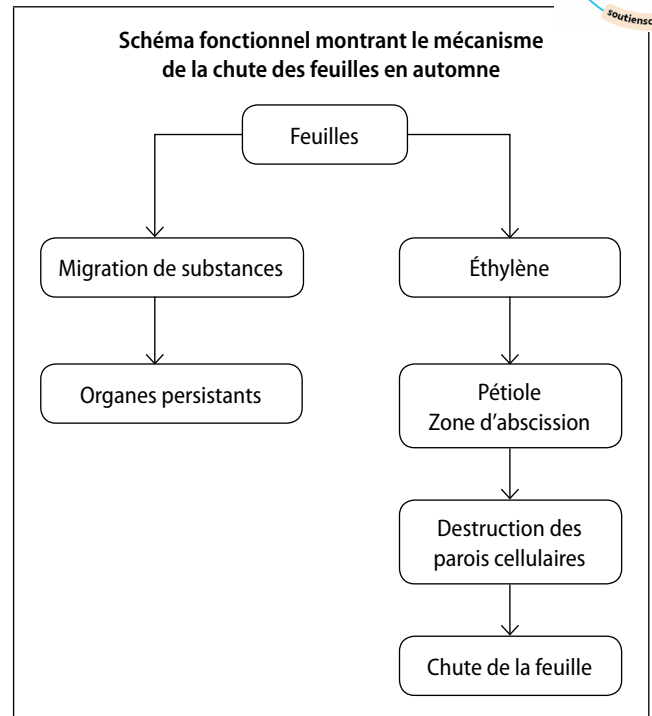 soutiensc
Schéma fonctionnel montrant le mécanisme
de la chute des feuilles en automne
Feuilles
Migration de substances
Éthylène
Organes persistants
Pétiole
Zone d'abscission
Destruction des
parois cellulaires
Chute de la feuille